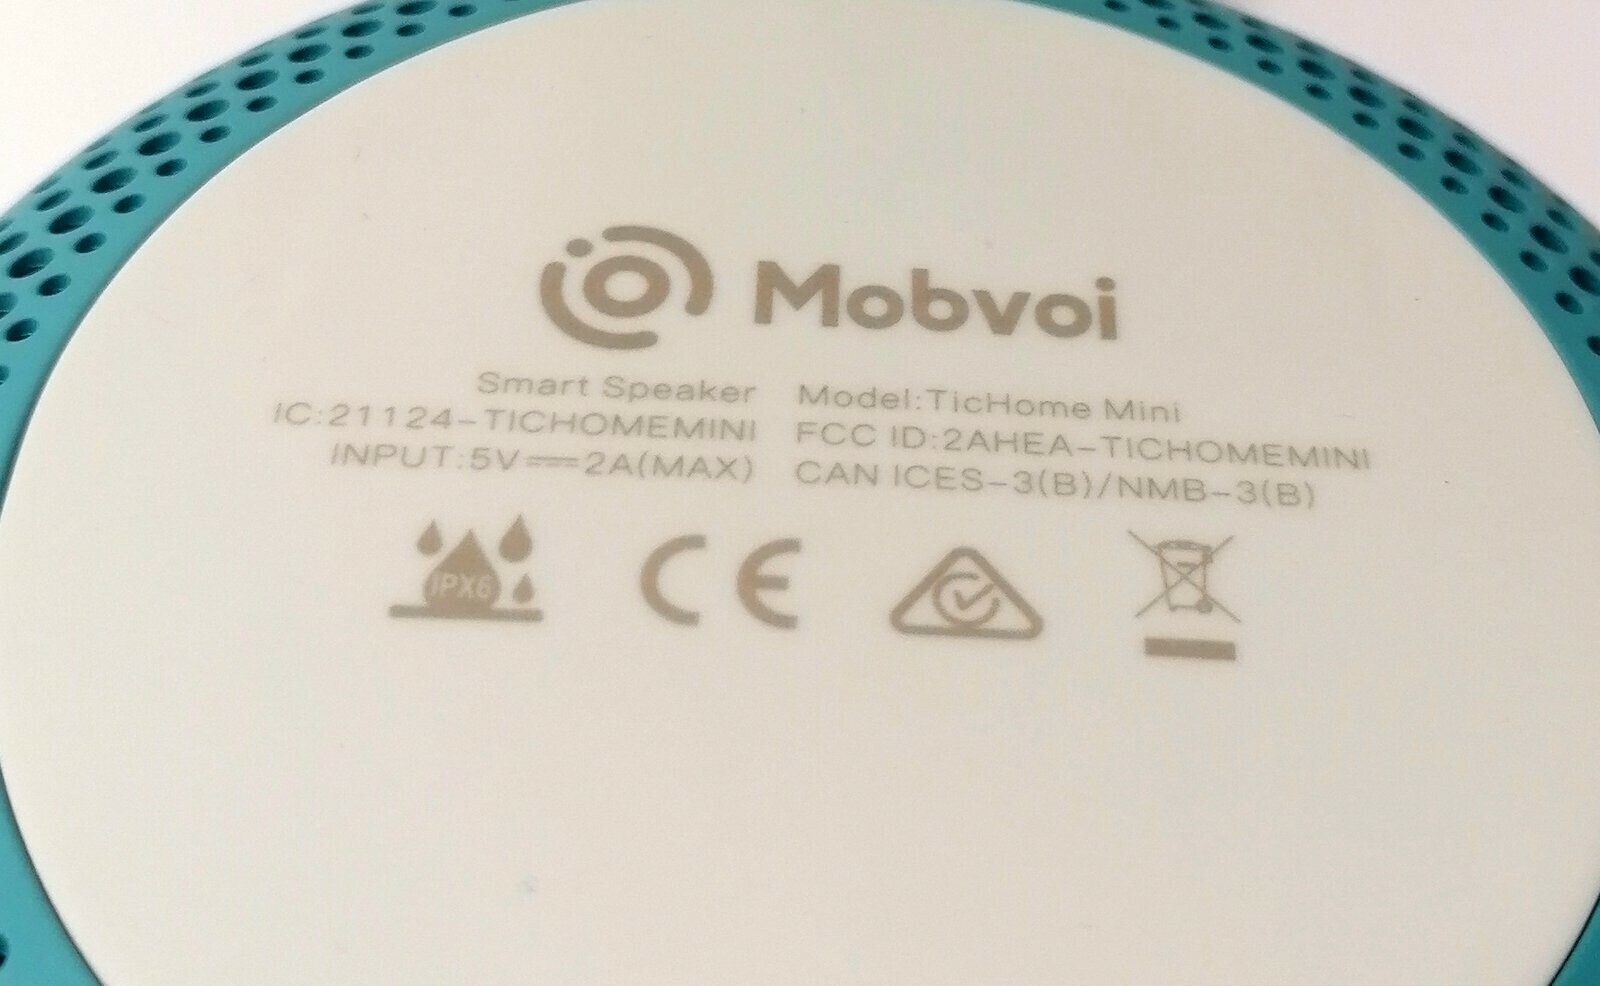 Mobvoi
Smart Speaker Model:TicHome Mini
IC:21124-TICHOMEMINI FCC ID:2AHEA-TICHOMEMINI
INPUT:5V⎓2A(MAX) CAN ICES-3(B)/NMB-3(B)
IPX6 CE